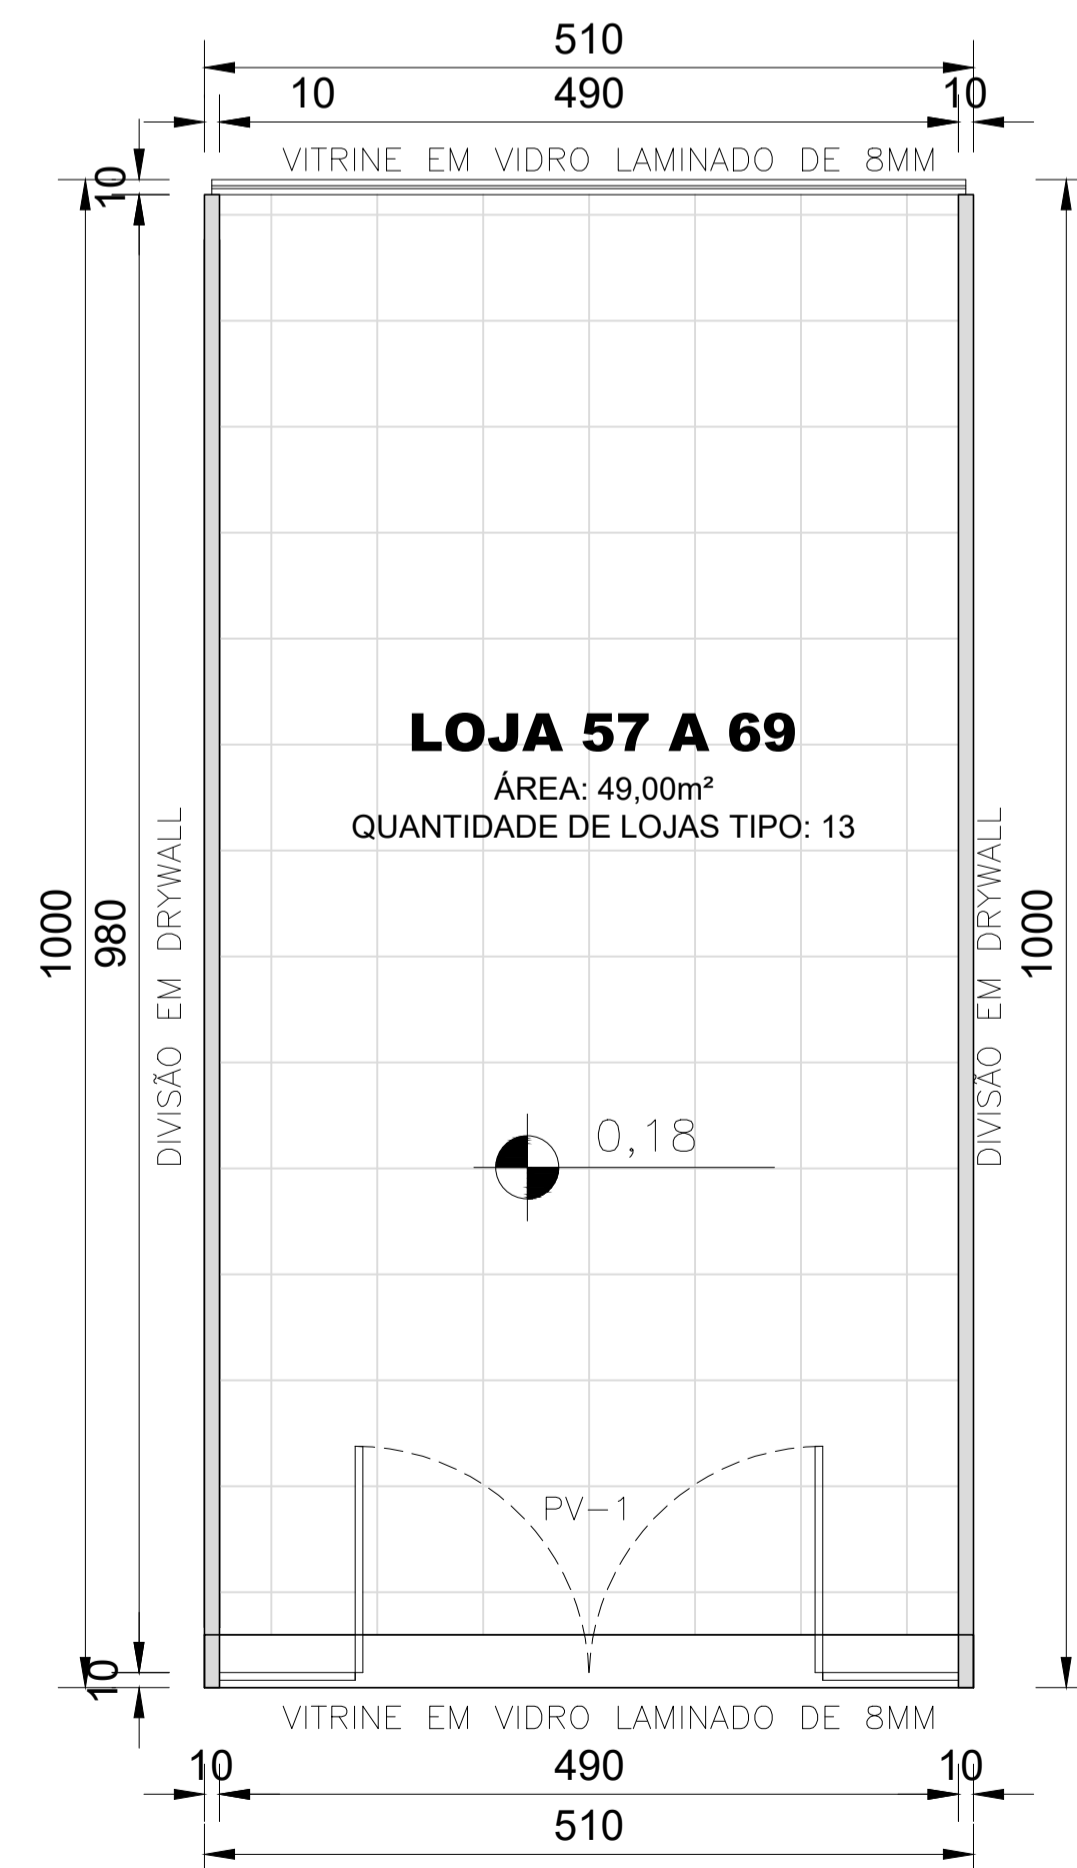 510
10 490 10
VITRINE EM VIDRO LAMINADO DE 8MM
10
LOJA 57 A 69
ÁREA: 49,00m²
QUANTIDADE DE LOJAS TIPO: 13
1000
980
DIVISÃO EM DRYWALL
DIVISÃO EM DRYWALL
1000
0,18
PV-1
10
VITRINE EM VIDRO LAMINADO DE 8MM
10 490 10
510